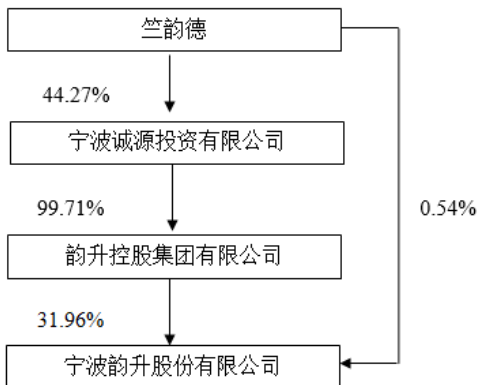 竺韵德
44.27%
宁波诚源投资有限公司
99.71%
0.54%
韵升控股集团有限公司
31.96%
宁波韵升股份有限公司